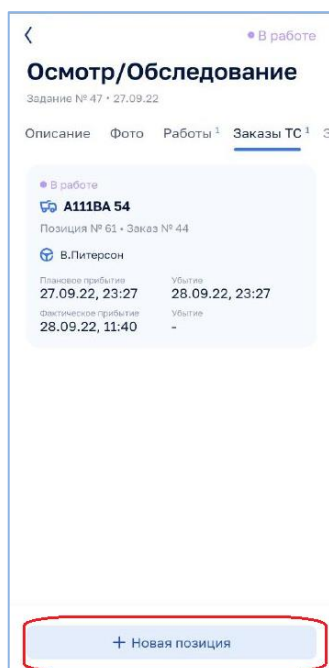 В работе
Осмотр/Обследование
Задание № 47 • 27.09.22
Описание Фото Работы 1 Заказы ТС 1
В работе
А111ВА 54
Позиция № 61 • Заказ № 44
В.Питерсон
Плановое прибытие Убытие
27.09.22, 23:27 28.09.22, 23:27
Фактическое прибытие Убытие
28.09.22, 11:40 -
+ Новая позиция